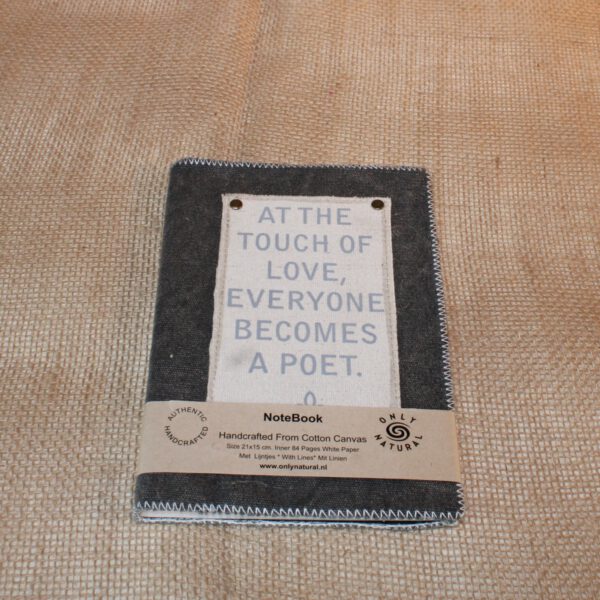 AT THE
TOUCH OF
LOVE,
EVERYONE
BECOMES
A POET.
AUTHENTIC
HANDCRAFTED
NoteBook
Handcrafted From Cotton Canvas
Size 21x15 cm. Inner 84 Pages White Paper
Met Lijntjes " With Lines" Mit Linien
www.onlynatural.nl
ONLY
NATURAL